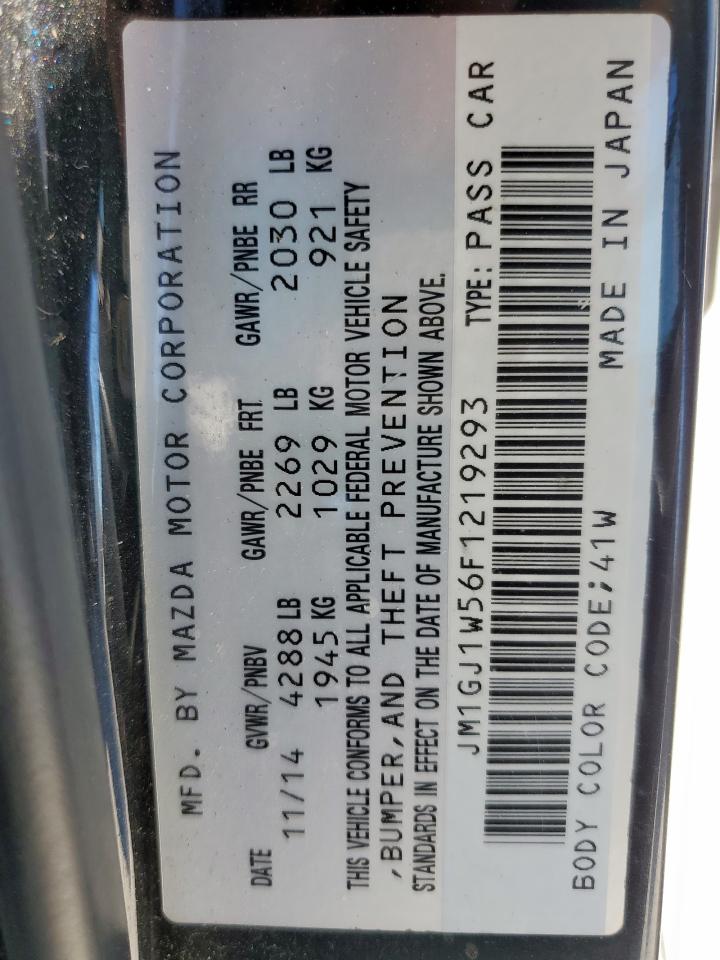 MFD. BY MAZDA MOTOR CORPORATION
DATE GVWR/PNBV GAWR/PNBE FRT. GAWR/PNBE RR
11/14 4288 LB 2269 LB 2030 LB
1945 KG 1029 KG 921 KG
THIS VEHICLE CONFORMS TO ALL APPLICABLE FEDERAL MOTOR VEHICLE SAFETY
,BUMPER,AND THEFT PREVENTION
STANDARDS IN EFFECT ON THE DATE OF MANUFACTURE SHOWN ABOVE.
JM1GJ1W56F1219293 TYPE: PASS CAR
BODY COLOR CODE;41W MADE IN JAPAN